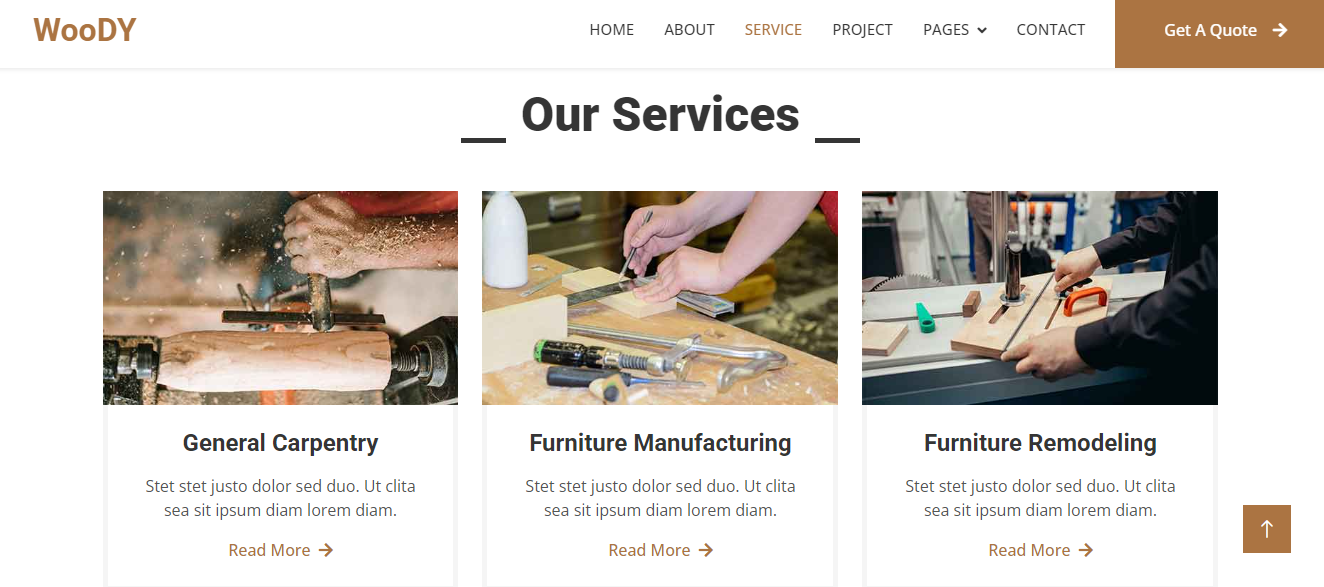 WooDY
HOME ABOUT SERVICE PROJECT PAGES CONTACT Get A Quote
Our Services
General Carpentry
Stet stet justo dolor sed duo. Ut clita
sea sit ipsum diam lorem diam.
Read More
Furniture Manufacturing
Stet stet justo dolor sed duo. Ut clita
sea sit ipsum diam lorem diam.
Read More
Furniture Remodeling
Stet stet justo dolor sed duo. Ut clita
sea sit ipsum diam lorem diam.
Read More